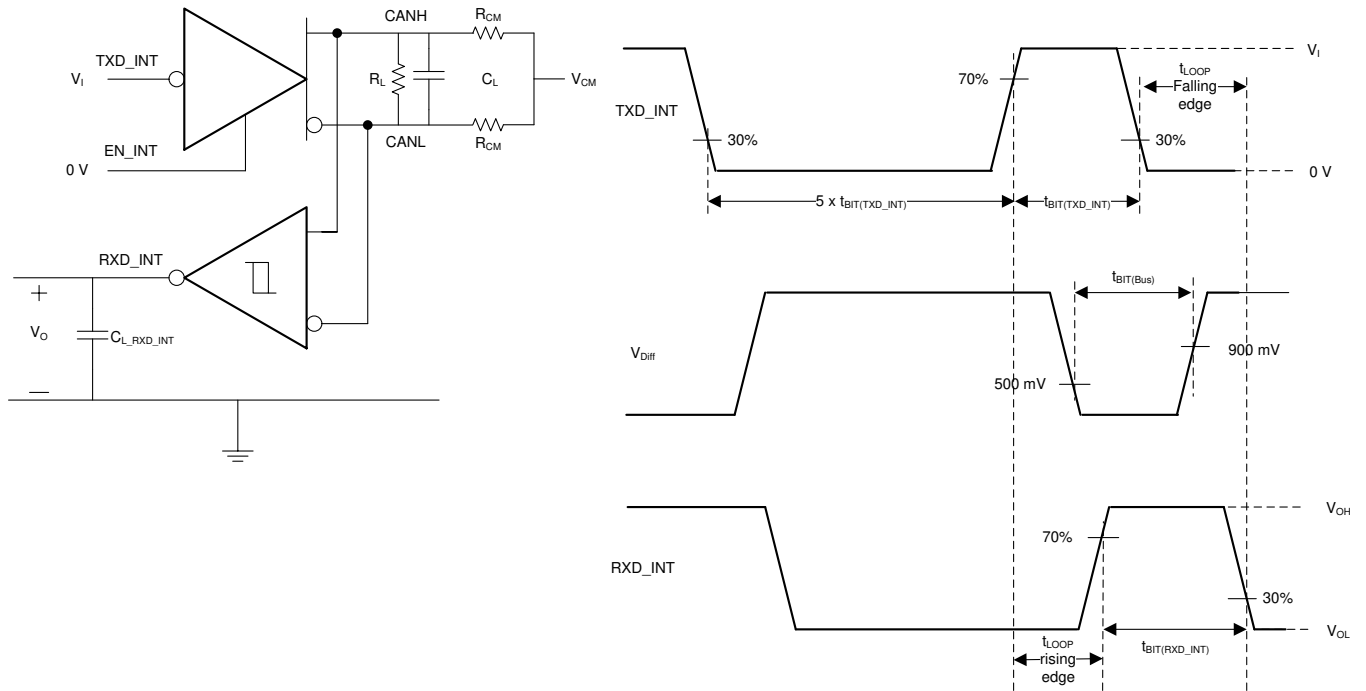 CANH
R_CM
TXD_INT
V_I
R_L
C_L
V_CM
EN_INT
0 V
CANL
R_CM
RXD_INT
+
V_O
C_L_RXD_INT
—
V_I
t_LOOP
Falling
edge
70%
TXD_INT
30%
30%
0 V
5 x t_BIT(TXD_INT)
t_BIT(TXD_INT)
t_BIT(Bus)
V_Diff
900 mV
500 mV
V_OH
70%
RXD_INT
30%
V_OL
t_LOOP
rising
edge
t_BIT(RXD_INT)